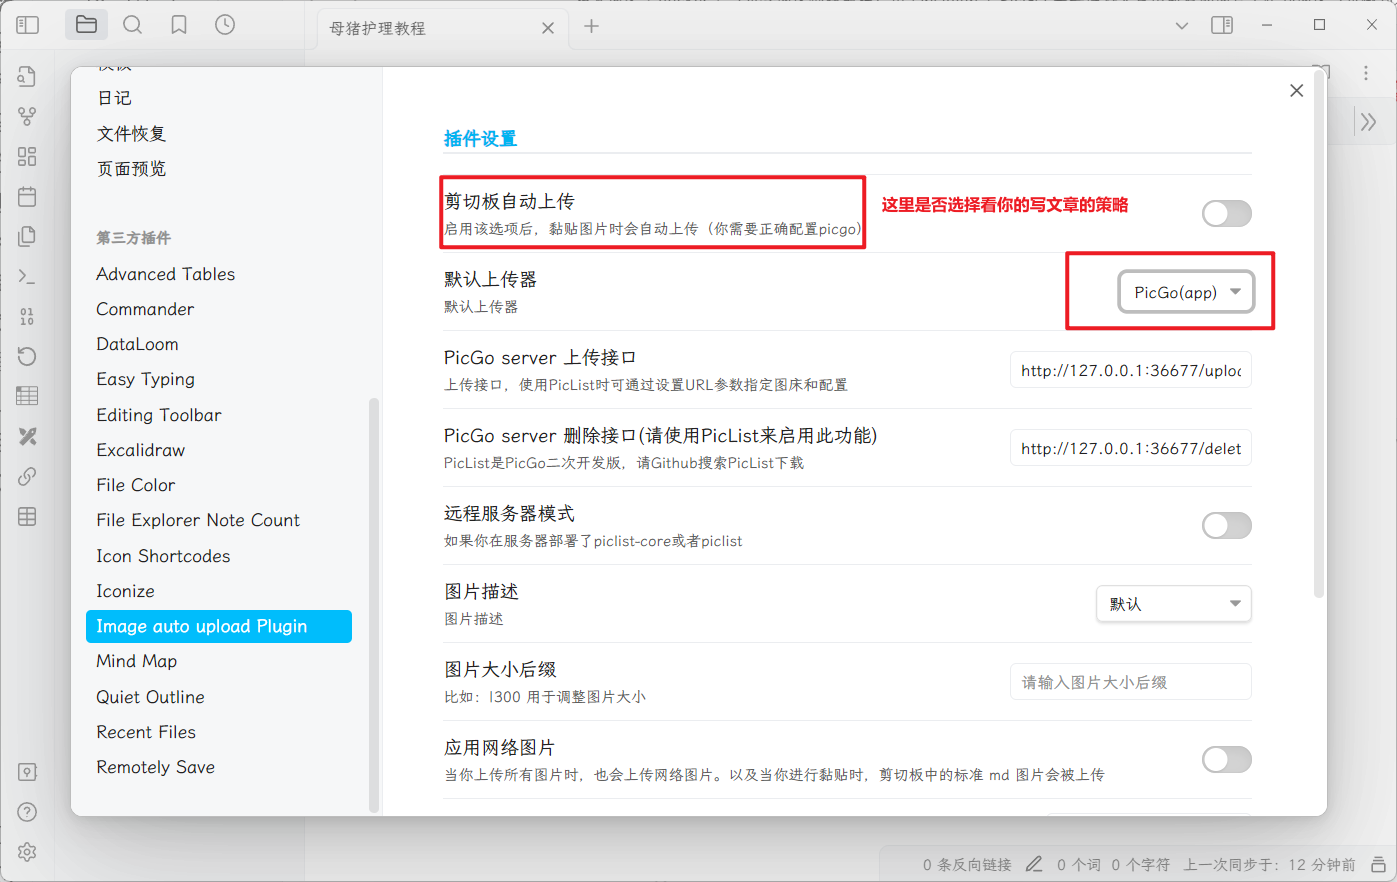 母猪护理教程
模板
日记
文件恢复
页面预览
第三方插件
Advanced Tables
Commander
DataLoom
Easy Typing
Editing Toolbar
Excalidraw
File Color
File Explorer Note Count
Icon Shortcodes
Iconize
Image auto upload Plugin
Mind Map
Quiet Outline
Recent Files
Remotely Save
插件设置
剪切板自动上传
启用该选项后，黏贴图片时会自动上传（你需要正确配置picgo)
这里是否选择看你的写文章的策略
默认上传器
默认上传器
PicGo(app)
PicGo server 上传接口
上传接口，使用PicList时可通过设置URL参数指定图床和配置
http://127.0.0.1:36677/uploa
PicGo server 删除接口(请使用PicList来启用此功能)
PicList是PicGo二次开发版，请Github搜索PicList下载
http://127.0.0.1:36677/delet
远程服务器模式
如果你在服务器部署了piclist-core或者piclist
图片描述
图片描述
默认
图片大小后缀
比如：|300 用于调整图片大小
请输入图片大小后缀
应用网络图片
当你上传所有图片时，也会上传网络图片。以及当你进行黏贴时，剪切板中的标准 md 图片会被上传
0 条反向链接 0 个词 0 个字符 上一次同步于：12 分钟前